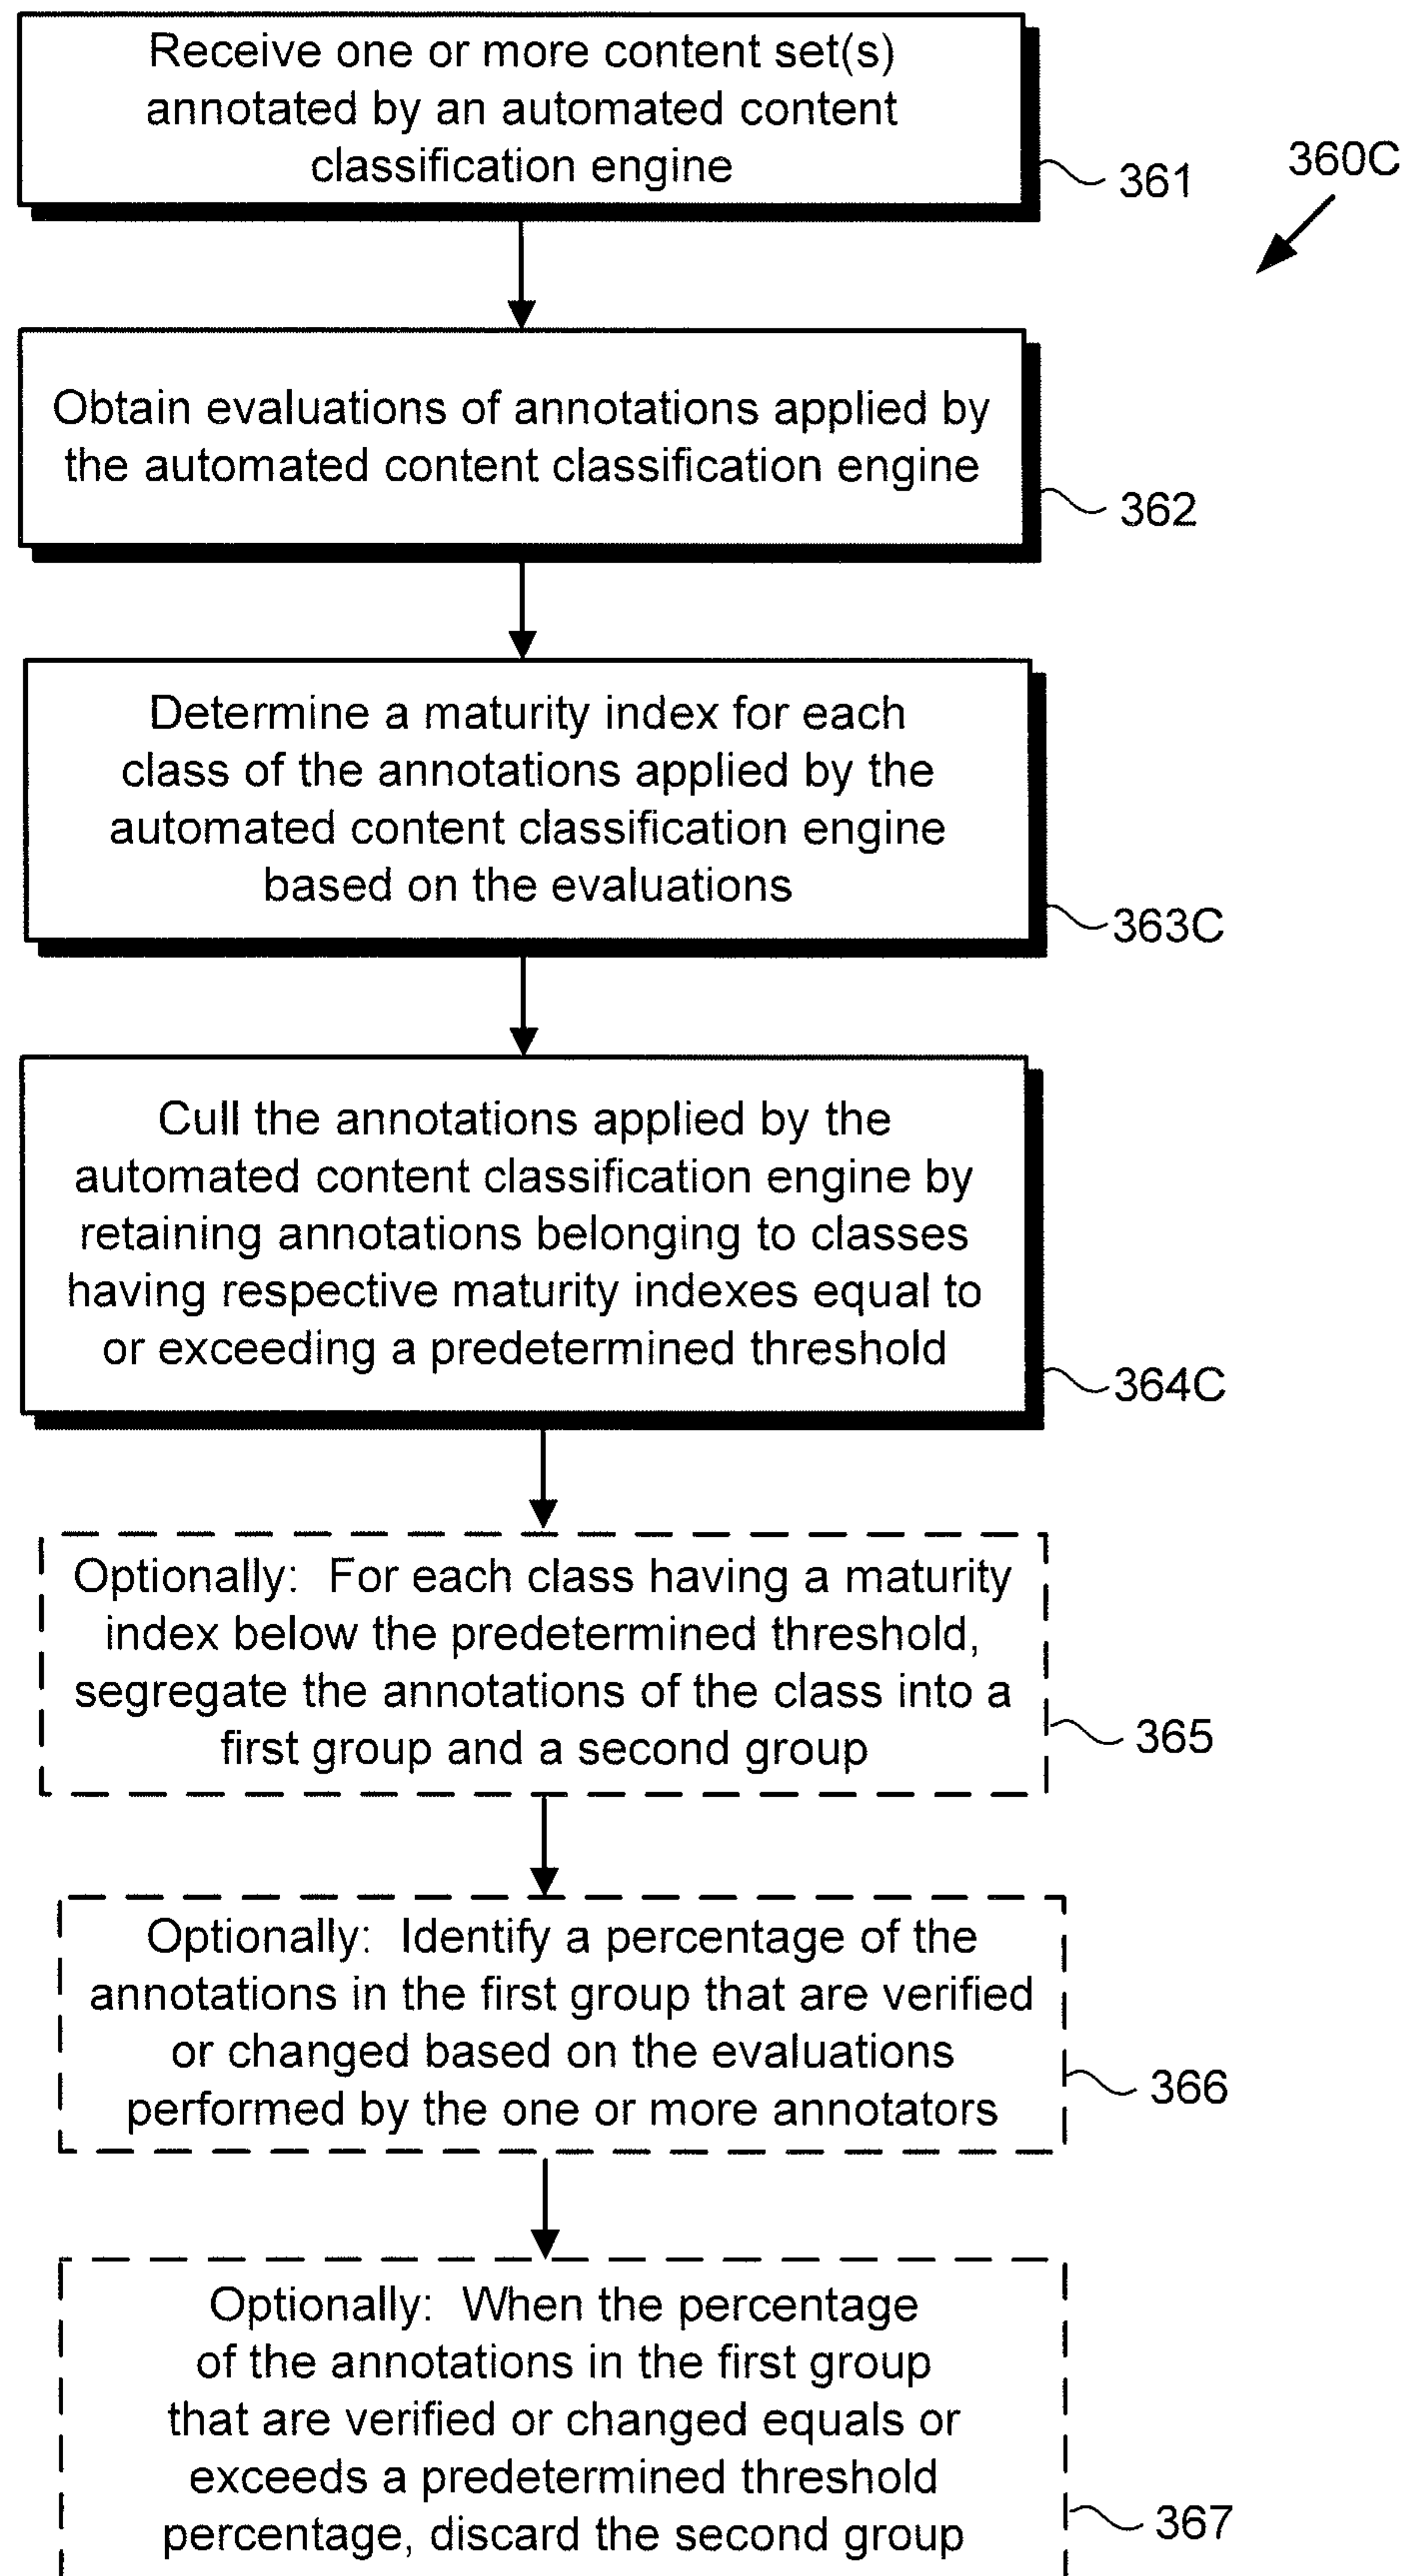 Receive one or more content set(s)
annotated by an automated content
classification engine
361
360C
Obtain evaluations of annotations applied by
the automated content classification engine
362
Determine a maturity index for each
class of the annotations applied by the
automated content classification engine
based on the evaluations
363C
Cull the annotations applied by the
automated content classification engine by
retaining annotations belonging to classes
having respective maturity indexes equal to
or exceeding a predetermined threshold
364C
Optionally: For each class having a maturity
index below the predetermined threshold,
segregate the annotations of the class into a
first group and a second group
365
Optionally: Identify a percentage of the
annotations in the first group that are verified
or changed based on the evaluations
performed by the one or more annotators
366
Optionally: When the percentage
of the annotations in the first group
that are verified or changed equals or
exceeds a predetermined threshold
percentage, discard the second group
367